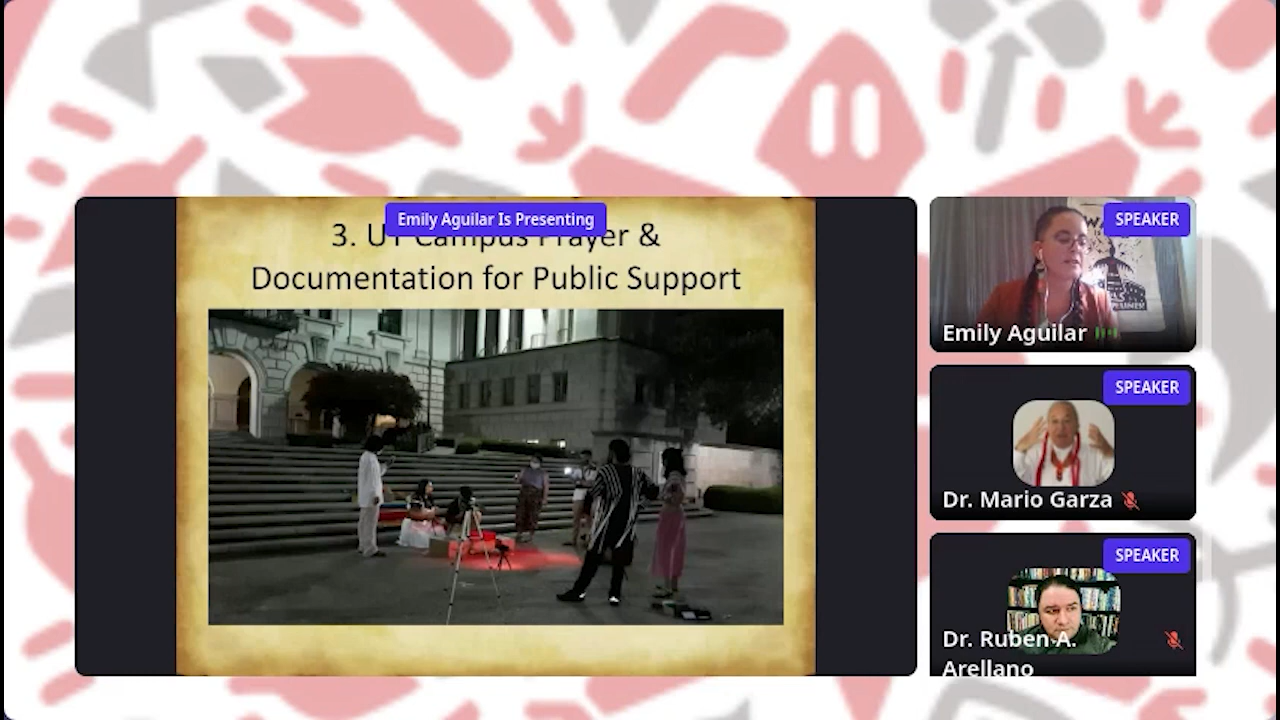 Emily Aguilar Is Presenting
3. UT Campus Prayer &
Documentation for Public Support
SPEAKER
Emily Aguilar
SPEAKER
Dr. Mario Garza
SPEAKER
Dr. Ruben A.
Arellano